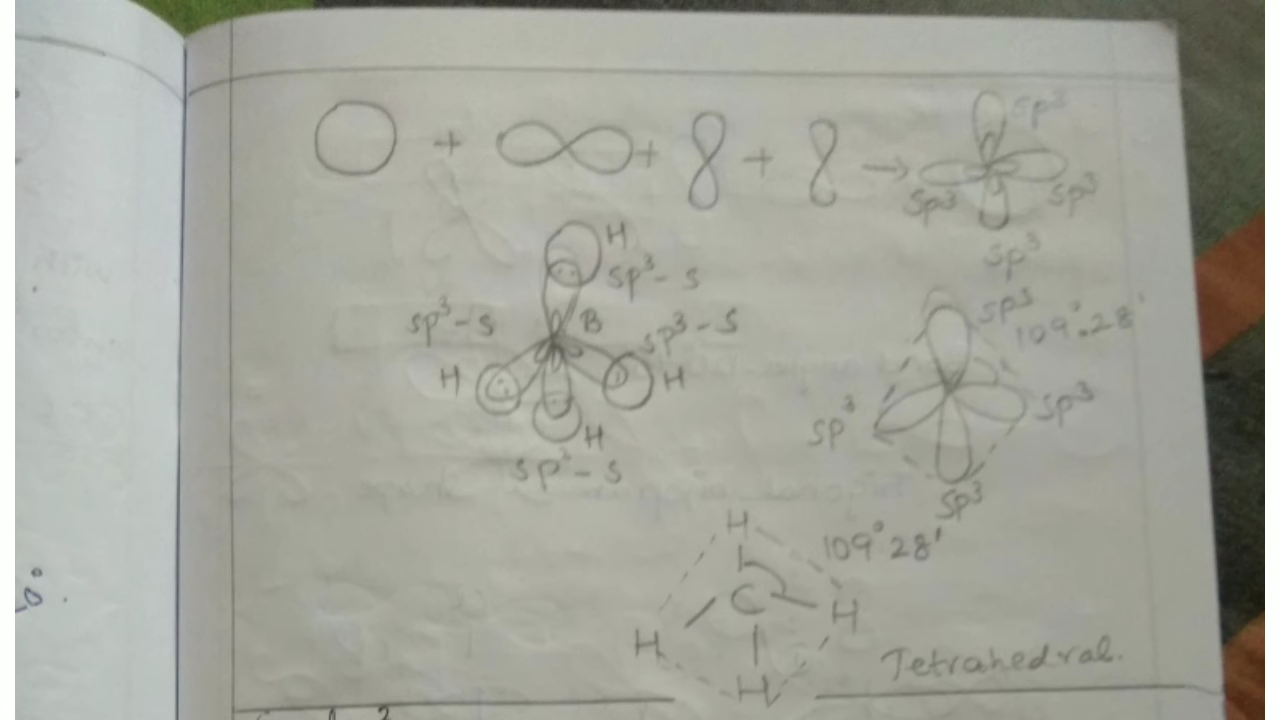 + + + → sp³
sp³ sp³
sp³
H
sp³-s
sp³-s B sp³-s
H H
H
sp³-s
sp³
109°.28'
sp³ sp³
sp³
H
109° 28'
C
H H
H
Tetrahedral.